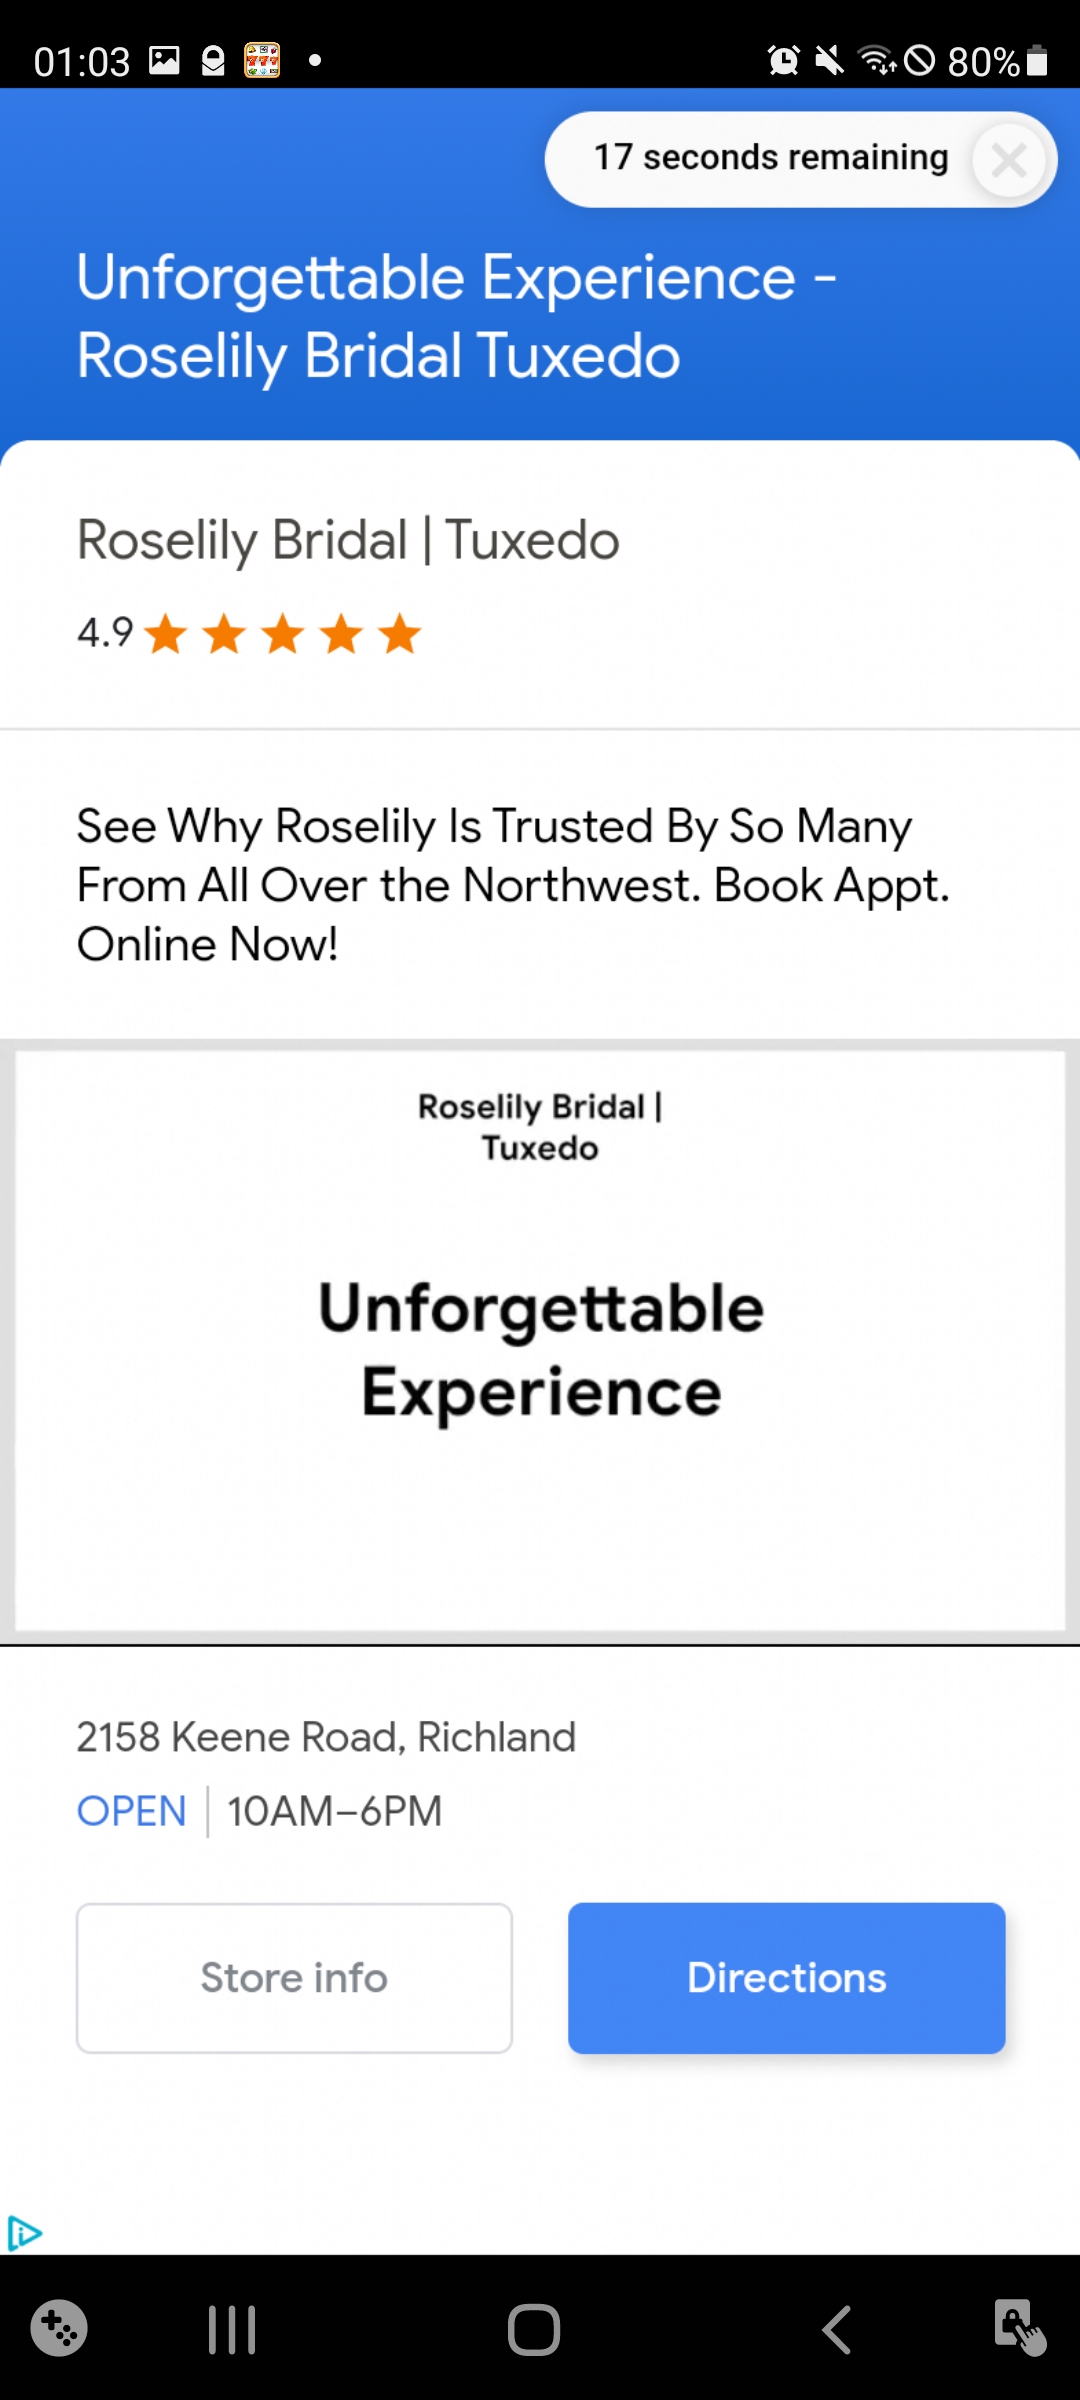 01:03
80%
17 seconds remaining
Unforgettable Experience -
Roselily Bridal Tuxedo
Roselily Bridal | Tuxedo
4.9
See Why Roselily Is Trusted By So Many
From All Over the Northwest. Book Appt.
Online Now!
Roselily Bridal |
Tuxedo
Unforgettable
Experience
2158 Keene Road, Richland
OPEN | 10AM–6PM
Store info
Directions